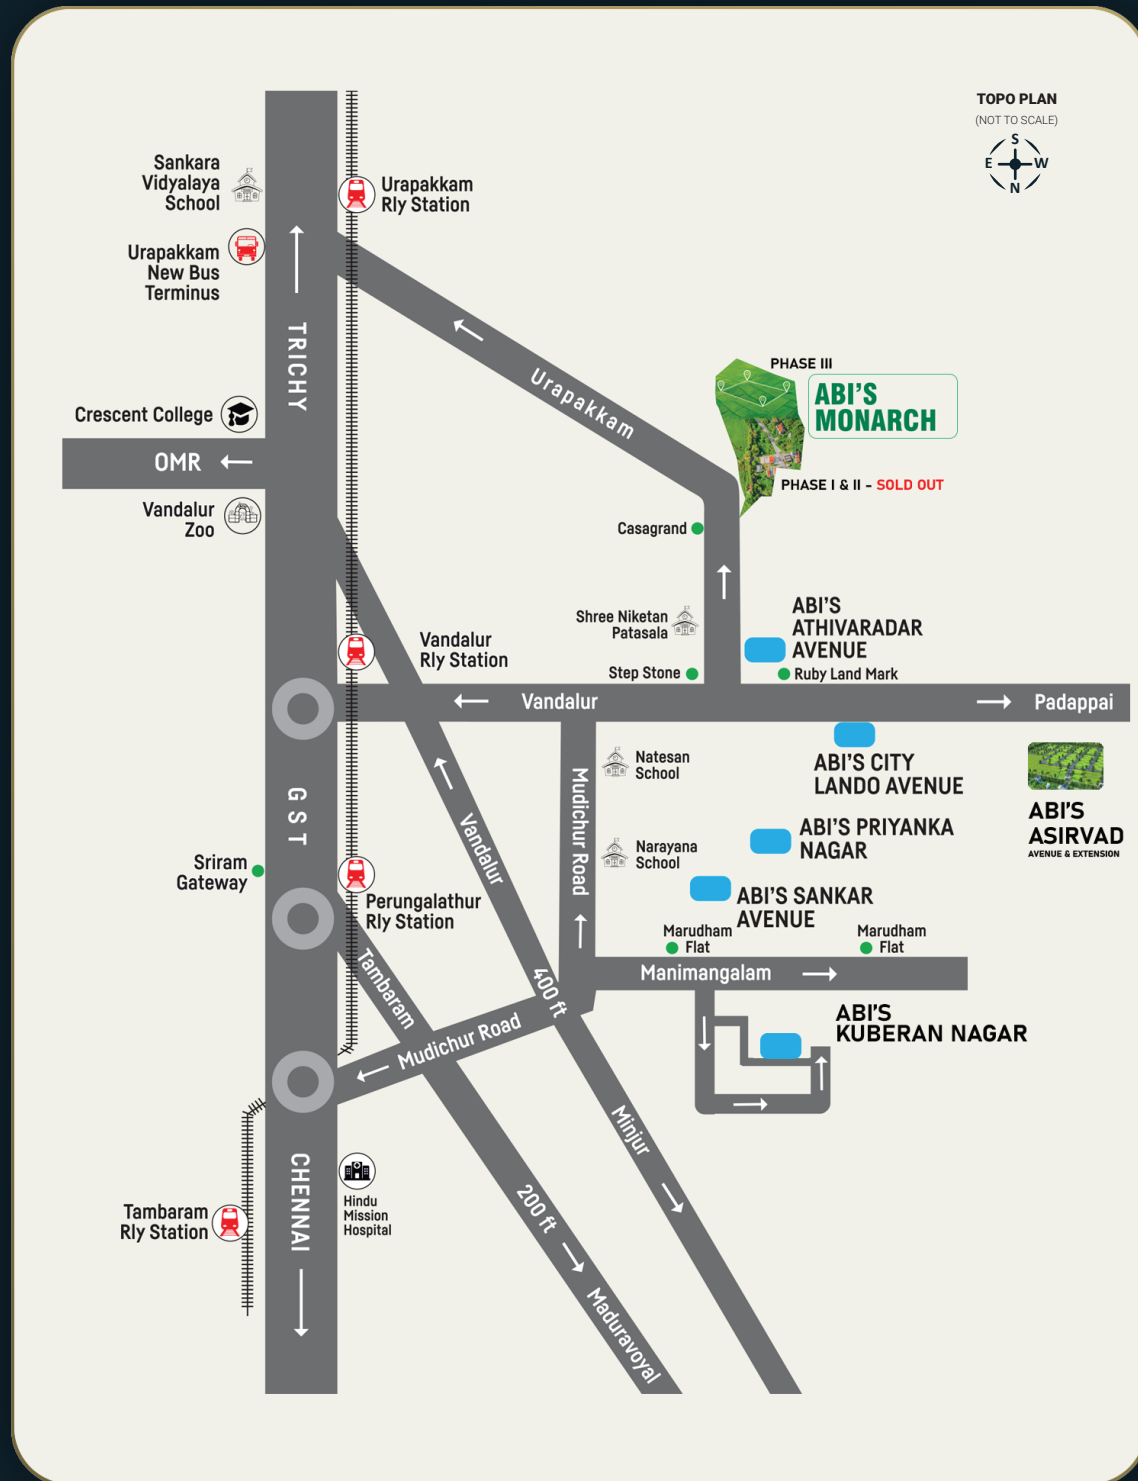 TOPO PLAN
(NOT TO SCALE)
S
E
W
N
Sankara
Vidyalaya
School
Urapakkam
Rly Station
Urapakkam
New Bus
Terminus
TRICHY
Urapakkam
PHASE III
ABI'S
MONARCH
PHASE I & II - SOLD OUT
Crescent College
OMR
Vandalur
Zoo
Casagrand
Shree Niketan
Patasala
Step Stone
ABI'S
ATHIVARADAR
AVENUE
Ruby Land Mark
Vandalur
Rly Station
Vandalur
Padappai
Natesan
School
ABI'S CITY
LANDO AVENUE
ABI'S
ASIRVAD
AVENUE & EXTENSION
GST
Vandalur
Mudichur Road
Narayana
School
ABI'S PRIYANKA
NAGAR
Sriram
Gateway
Perungalathur
Rly Station
ABI'S SANKAR
AVENUE
Marudham
Flat
Marudham
Flat
Tambaram
400 ft
Manimangalam
Mudichur Road
ABI'S
KUBERAN NAGAR
Minjur
CHENNAI
Hindu
Mission
Hospital
Tambaram
Rly Station
200 ft
Maduravoyal